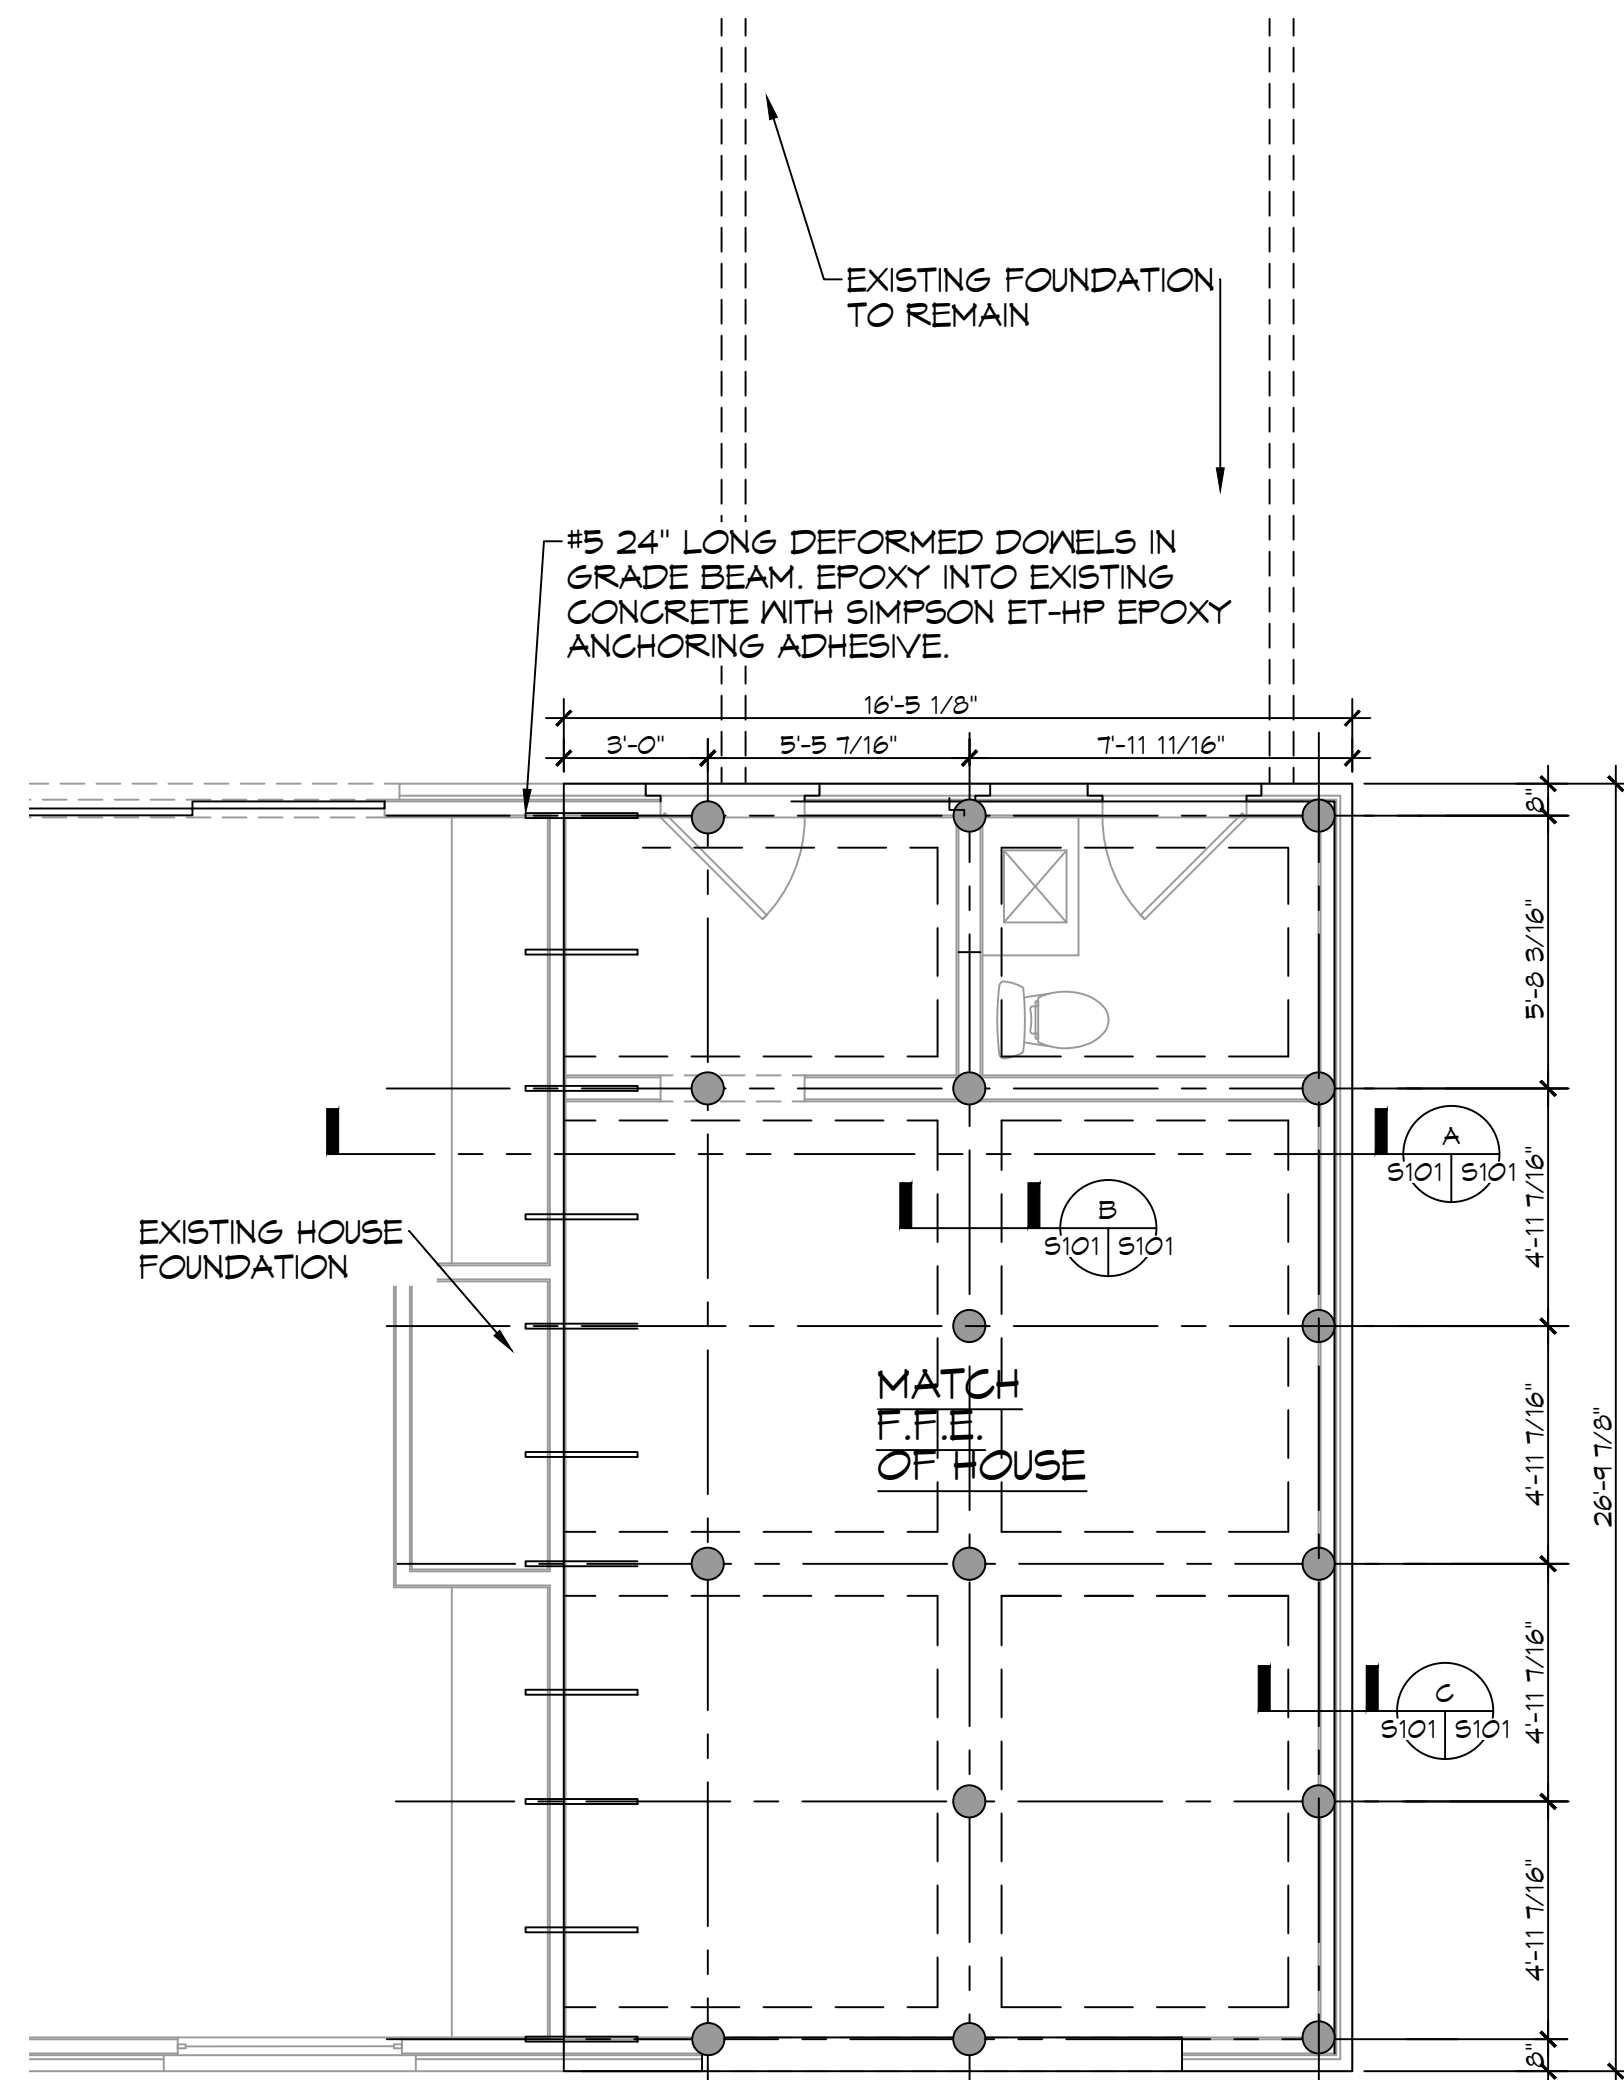 EXISTING FOUNDATION
TO REMAIN
#5 24" LONG DEFORMED DOWELS IN
GRADE BEAM. EPOXY INTO EXISTING
CONCRETE WITH SIMPSON ET-HP EPOXY
ANCHORING ADHESIVE.
16'-5 1/8"
3'-0"
5'-5 7/16"
7'-11 11/16"
8"
5'-8 3/16"
A
S101 S101
4'-11 7/16"
B
S101 S101
EXISTING HOUSE
FOUNDATION
MATCH
F.F.E.
OF HOUSE
4'-11 7/16"
26'-9 7/8"
4'-11 7/16"
C
S101 S101
4'-11 7/16"
8"